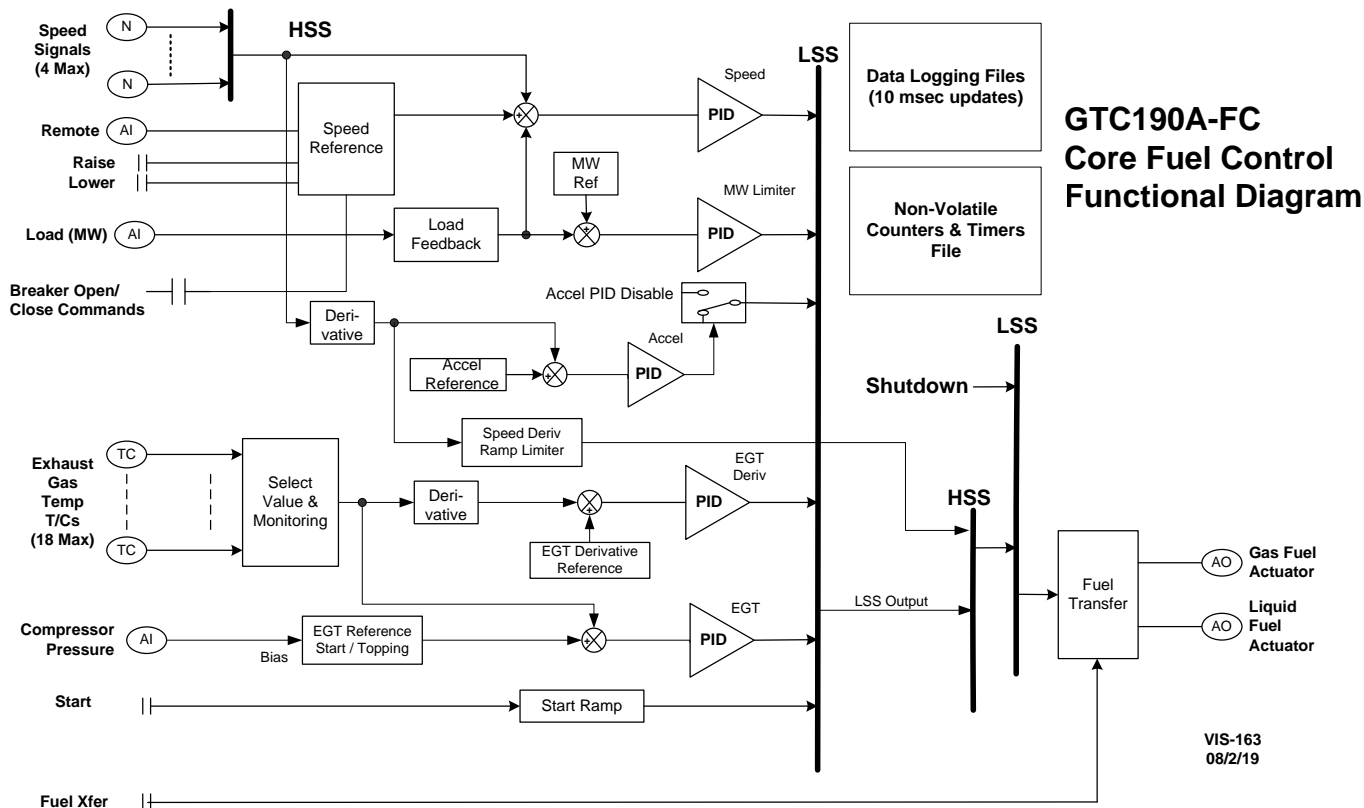 Speed
Signals
(4 Max)
N
N
HSS
Remote
AI
Raise
Lower
Speed
Reference
Load (MW)
AI
Load
Feedback
MW
Ref
Breaker Open/
Close Commands
Speed
PID
MW Limiter
PID
LSS
Accel PID Disable
Deri-
vative
Accel
Reference
Accel
PID
Speed Deriv
Ramp Limiter
Exhaust
Gas
Temp
T/Cs
(18 Max)
TC
TC
Select
Value &
Monitoring
Deri-
vative
EGT Derivative
Reference
EGT
Deriv
PID
Compressor
Pressure
AI
Bias
EGT Reference
Start / Topping
EGT
PID
Start
Start Ramp
Fuel Xfer
LSS Output
Data Logging Files
(10 msec updates)
Non-Volatile
Counters & Timers
File
GTC190A-FC
Core Fuel Control
Functional Diagram
LSS
Shutdown
HSS
Fuel
Transfer
AO
Gas Fuel
Actuator
AO
Liquid
Fuel
Actuator
VIS-163
08/2/19